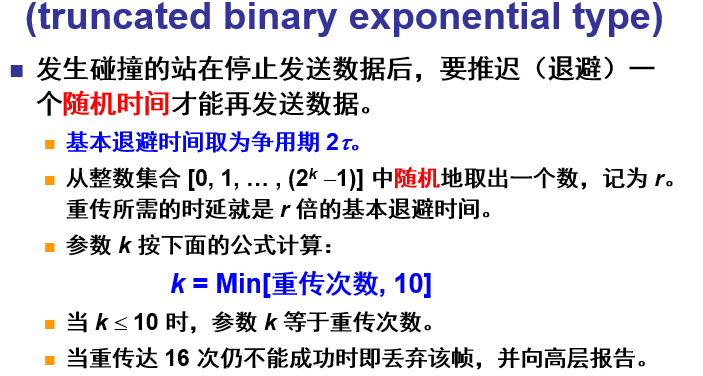 (truncated binary exponential type)
发生碰撞的站在停止发送数据后，要推迟（退避）一
个随机时间才能再发送数据。
基本退避时间取为争用期 2τ。
从整数集合 [0, 1, … , (2ᵏ –1)] 中随机地取出一个数，记为 r。
重传所需的时延就是 r 倍的基本退避时间。
参数 k 按下面的公式计算：
k = Min[重传次数, 10]
当 k ≤ 10 时，参数 k 等于重传次数。
当重传达 16 次仍不能成功时即丢弃该帧，并向高层报告。